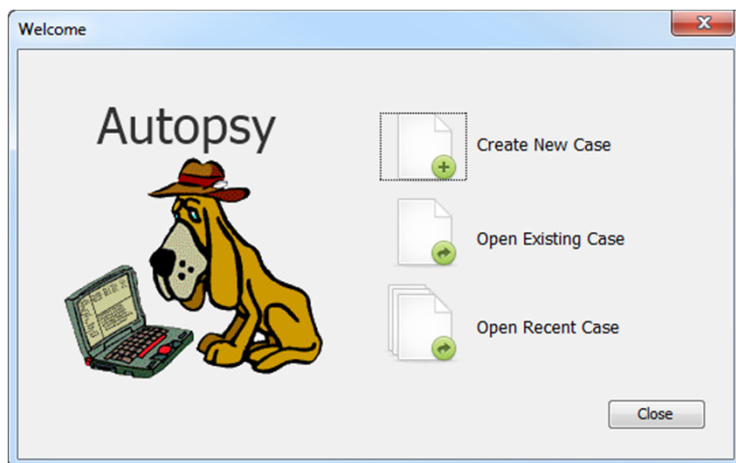 Welcome
Autopsy
Create New Case
Open Existing Case
Open Recent Case
Close